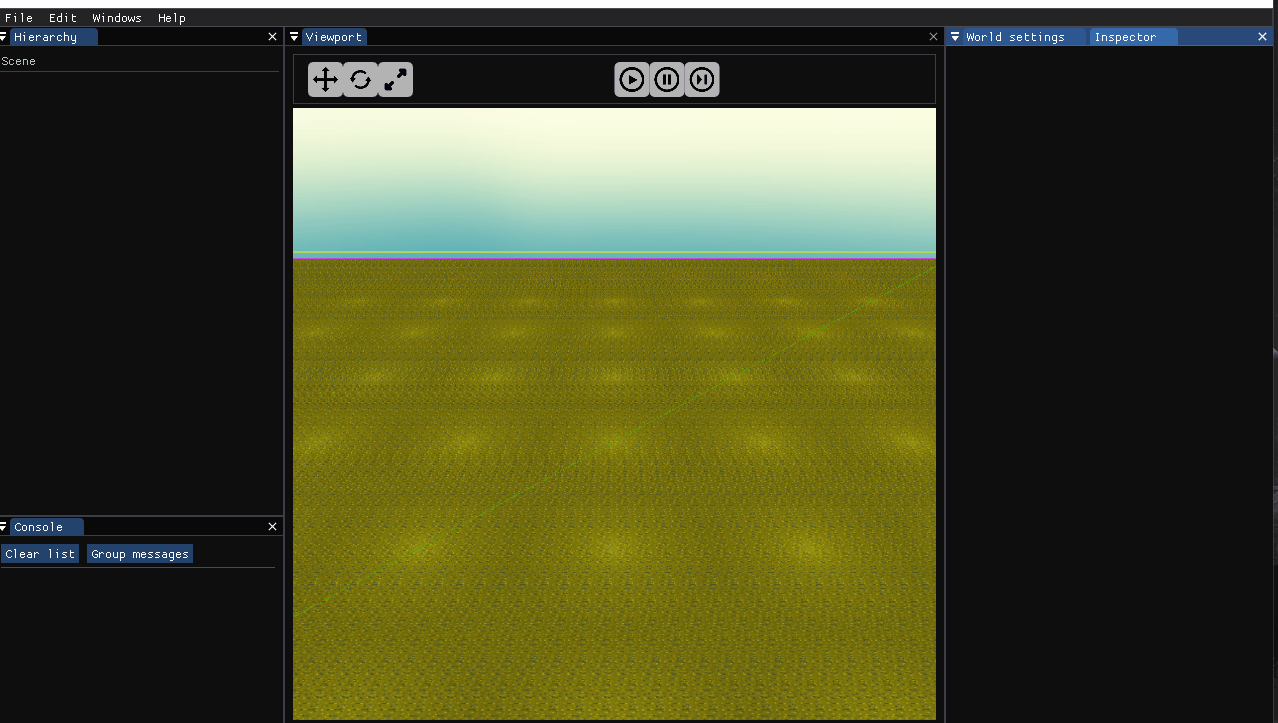 File Edit Windows Help
Hierarchy
Scene
Viewport
World settings Inspector
Console
Clear list Group messages